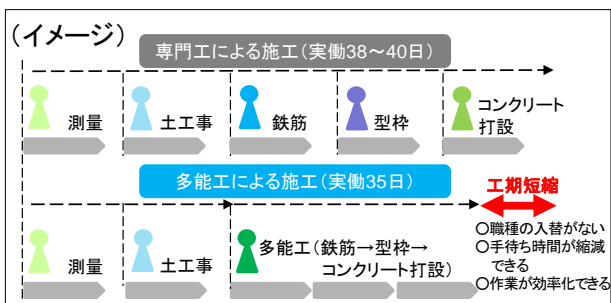 (イメージ)
専門工による施工(実働38~40日)
測量
土工事
鉄筋
型枠
コンクリート
打設
多能工による施工(実働35日)
工期短縮
測量
土工事
多能工(鉄筋→型枠→
コンクリート打設)
○職種の入替がない
○手待ち時間が縮減
できる
○作業が効率化できる